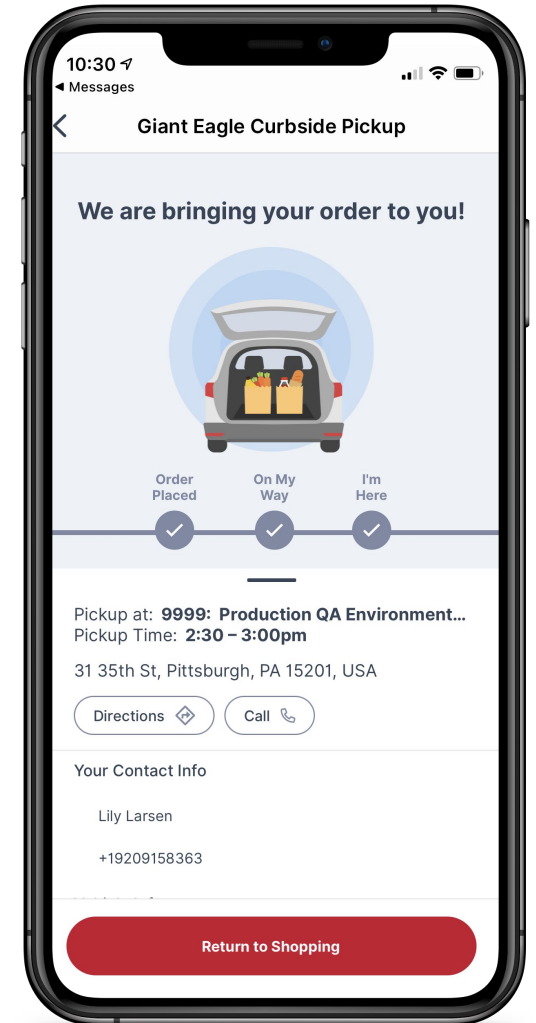 10:30
Messages
Giant Eagle Curbside Pickup
We are bringing your order to you!
Order
Placed
On My
Way
I'm
Here
Pickup at: 9999: Production QA Environment...
Pickup Time: 2:30 – 3:00pm
31 35th St, Pittsburgh, PA 15201, USA
Directions
Call
Your Contact Info
Lily Larsen
+19209158363
Return to Shopping